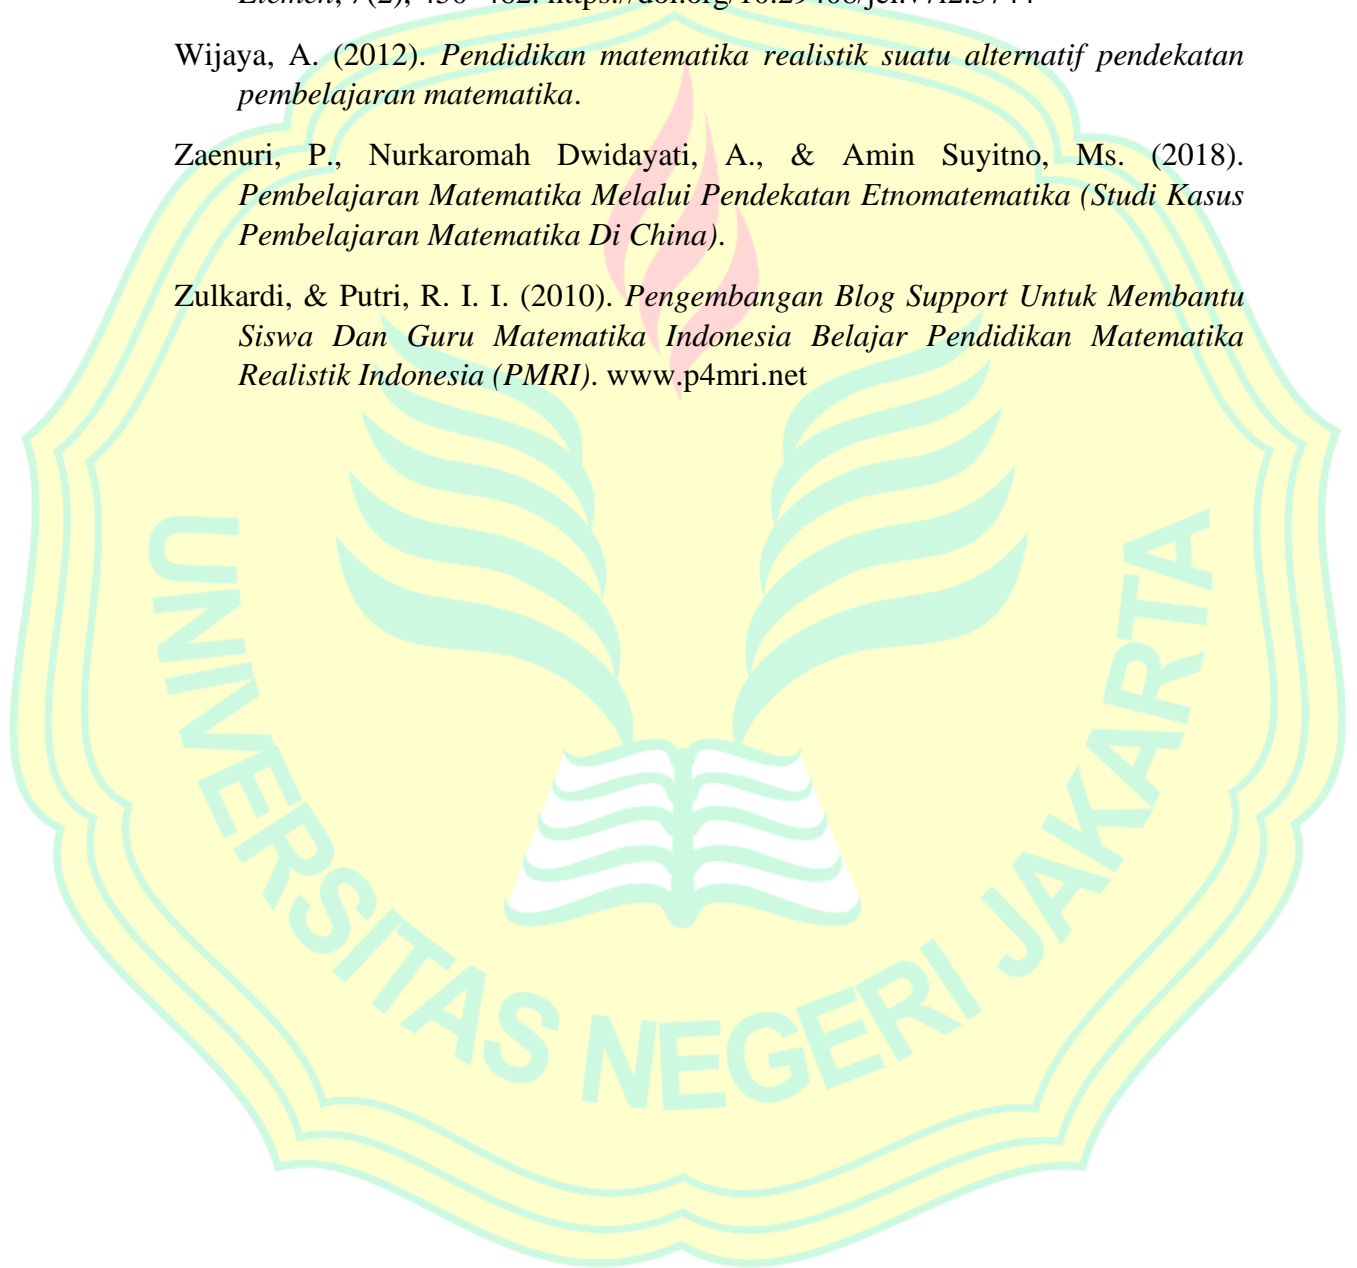 Wijaya, A. (2012). Pendidikan matematika realistik suatu alternatif pendekatan
pembelajaran matematika.
Zaenuri, P., Nurkaromah Dwidayati, A., & Amin Suyitno, Ms. (2018).
Pembelajaran Matematika Melalui Pendekatan Etnomatematika (Studi Kasus
Pembelajaran Matematika Di China).
Zulkardi, & Putri, R. I. I. (2010). Pengembangan Blog Support Untuk Membantu
Siswa Dan Guru Matematika Indonesia Belajar Pendidikan Matematika
Realistik Indonesia (PMRI). www.p4mri.net
UNIVERSITAS NEGERI JAKARTA